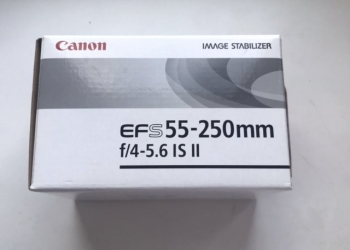 Canon IMAGE STABILIZER
EFS 55-250mm
f/4-5.6 IS II